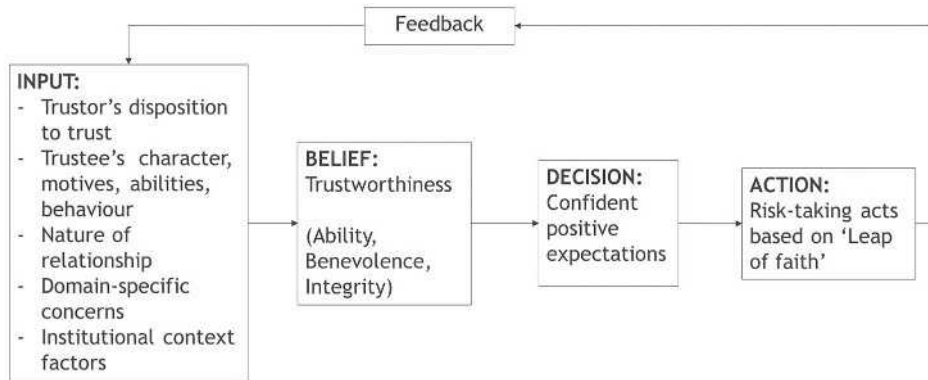 Feedback
INPUT:
- Trustor's disposition
to trust
- Trustee's character,
motives, abilities,
behaviour
- Nature of
relationship
- Domain-specific
concerns
- Institutional context
factors
BELIEF:
Trustworthiness
(Ability,
Benevolence,
Integrity)
DECISION:
Confident
positive
expectations
ACTION:
Risk-taking acts
based on ‘Leap
of faith’